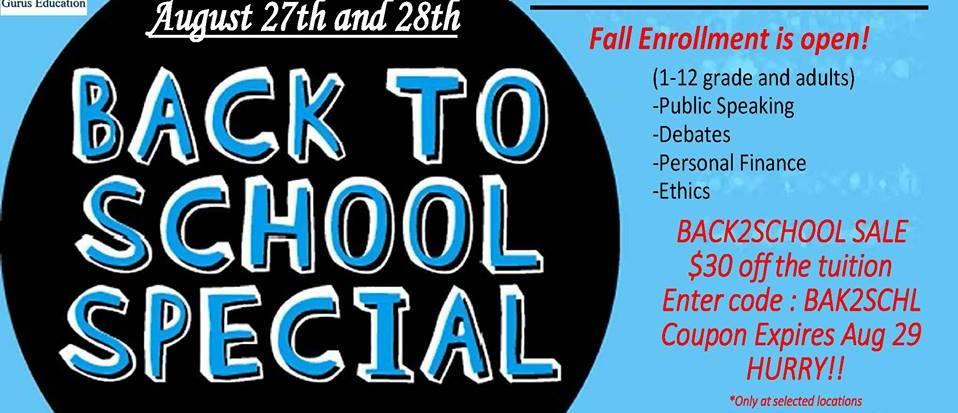 Gurus Education
August 27th and 28th
BACK TO
SCHOOL
SPECIAL
Fall Enrollment is open!
(1-12 grade and adults)
-Public Speaking
-Debates
-Personal Finance
-Ethics
BACK2SCHOOL SALE
$30 off the tuition
Enter code : BAK2SCHL
Coupon Expires Aug 29
HURRY!!
*Only at selected locations